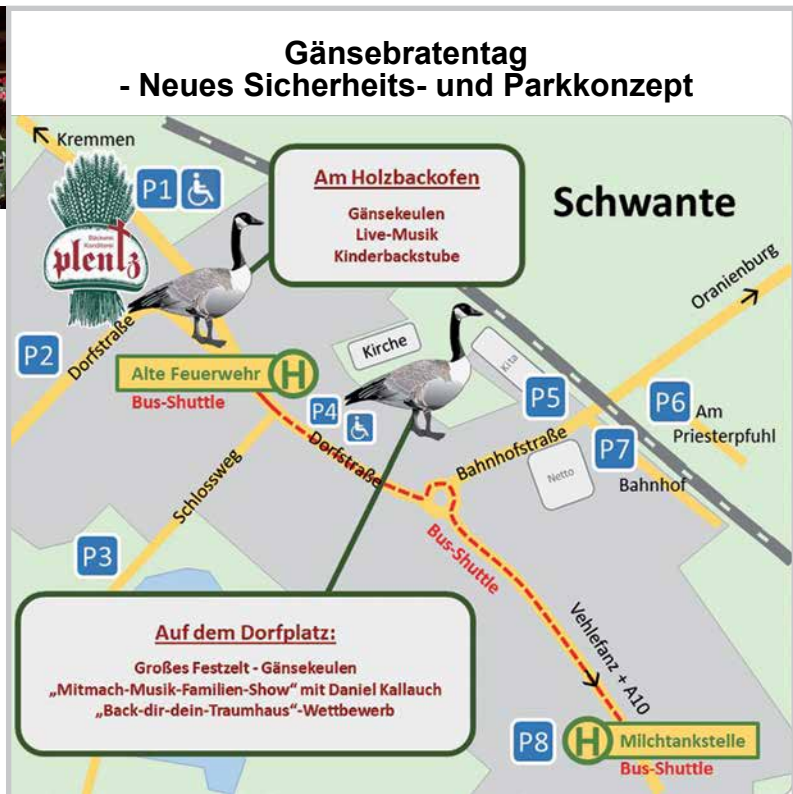 Gänsebratentag
- Neues Sicherheits- und Parkkonzept
Kremmen
P1
Bäckerei
Konditorei
plentz
Am Holzbackofen
Gänsekeulen
Live-Musik
Kinderbackstube
Schwante
Oranienburg
P2
Dorfstraße
Alte Feuerwehr H
Bus-Shuttle
Kirche
Kita
P4
Dorfstraße
P5
P6 Am
Priesterpfuhl
Bahnhofstraße
P7
Bahnhof
Netto
Schlossweg
P3
Bus-Shuttle
Auf dem Dorfplatz:
Großes Festzelt - Gänsekeulen
„Mitmach-Musik-Familien-Show“ mit Daniel Kallauch
„Back-dir-dein-Traumhaus“-Wettbewerb
Vehlefanz + A10
P8
H Milchtankstelle
Bus-Shuttle